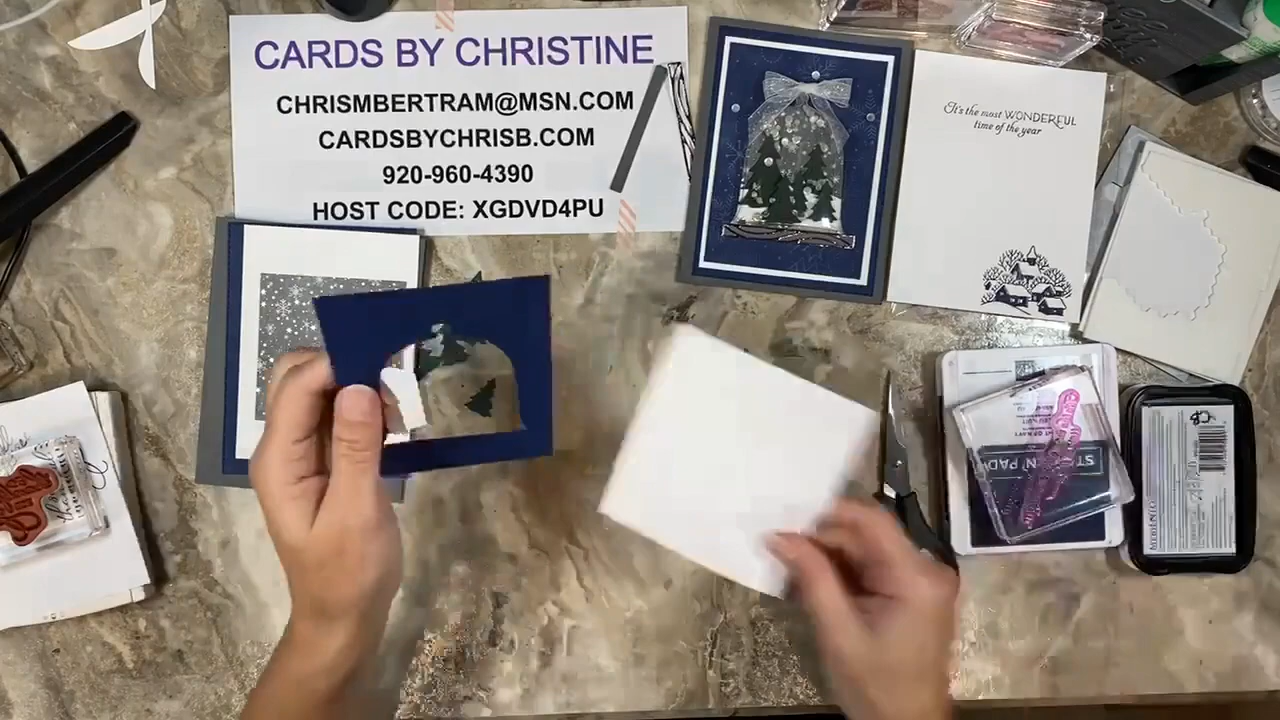 CARDS BY CHRISTINE
CHRISMBERTRAM@MSN.COM
CARDSBYCHRISB.COM
920-960-4390
HOST CODE: XGDVD4PU
It's the most WONDERFUL
time of the year